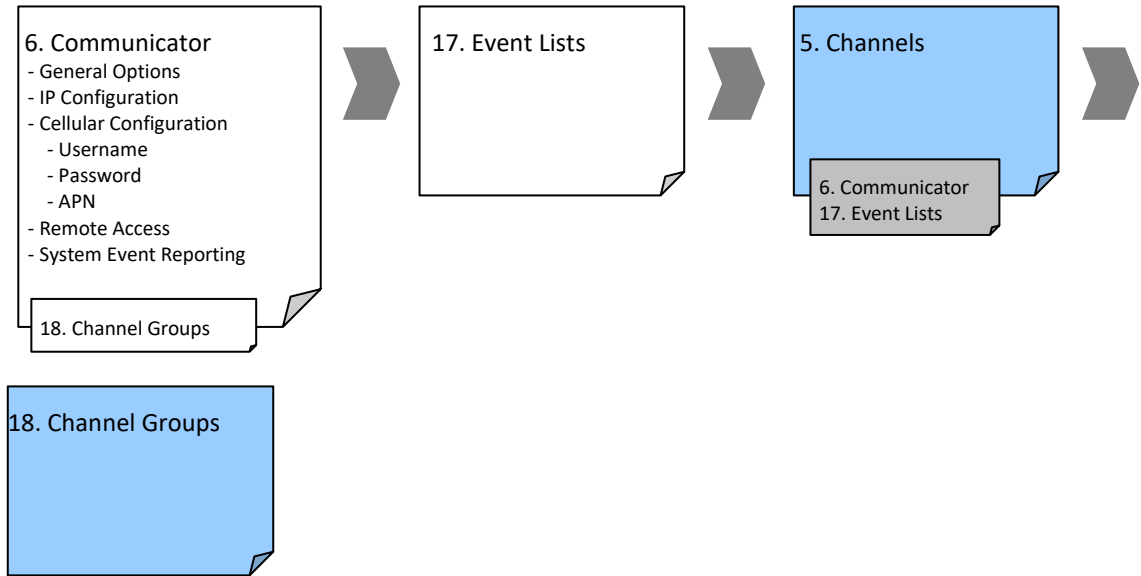 6. Communicator
- General Options
- IP Configuration
- Cellular Configuration
- Username
- Password
- APN
- Remote Access
- System Event Reporting
18. Channel Groups
17. Event Lists
5. Channels
6. Communicator
17. Event Lists
18. Channel Groups